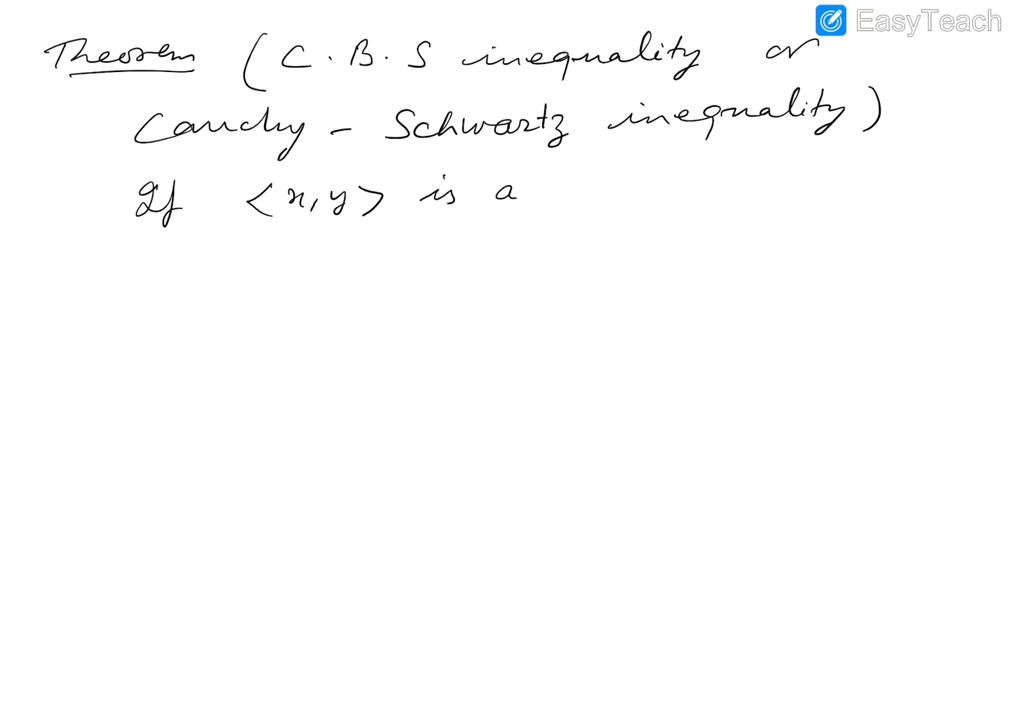 EasyTeach
Theorem (C.B.S inequality or
Cauchy - Schwartz inequality)
If <x, y> is a